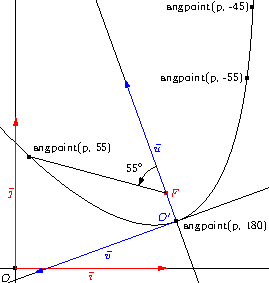 angpoint(p, -45)
angpoint(p, -55)
angpoint(p, 55)
55°
u⃗
F
O'
angpoint(p, 180)
j⃗
v⃗
O
i⃗